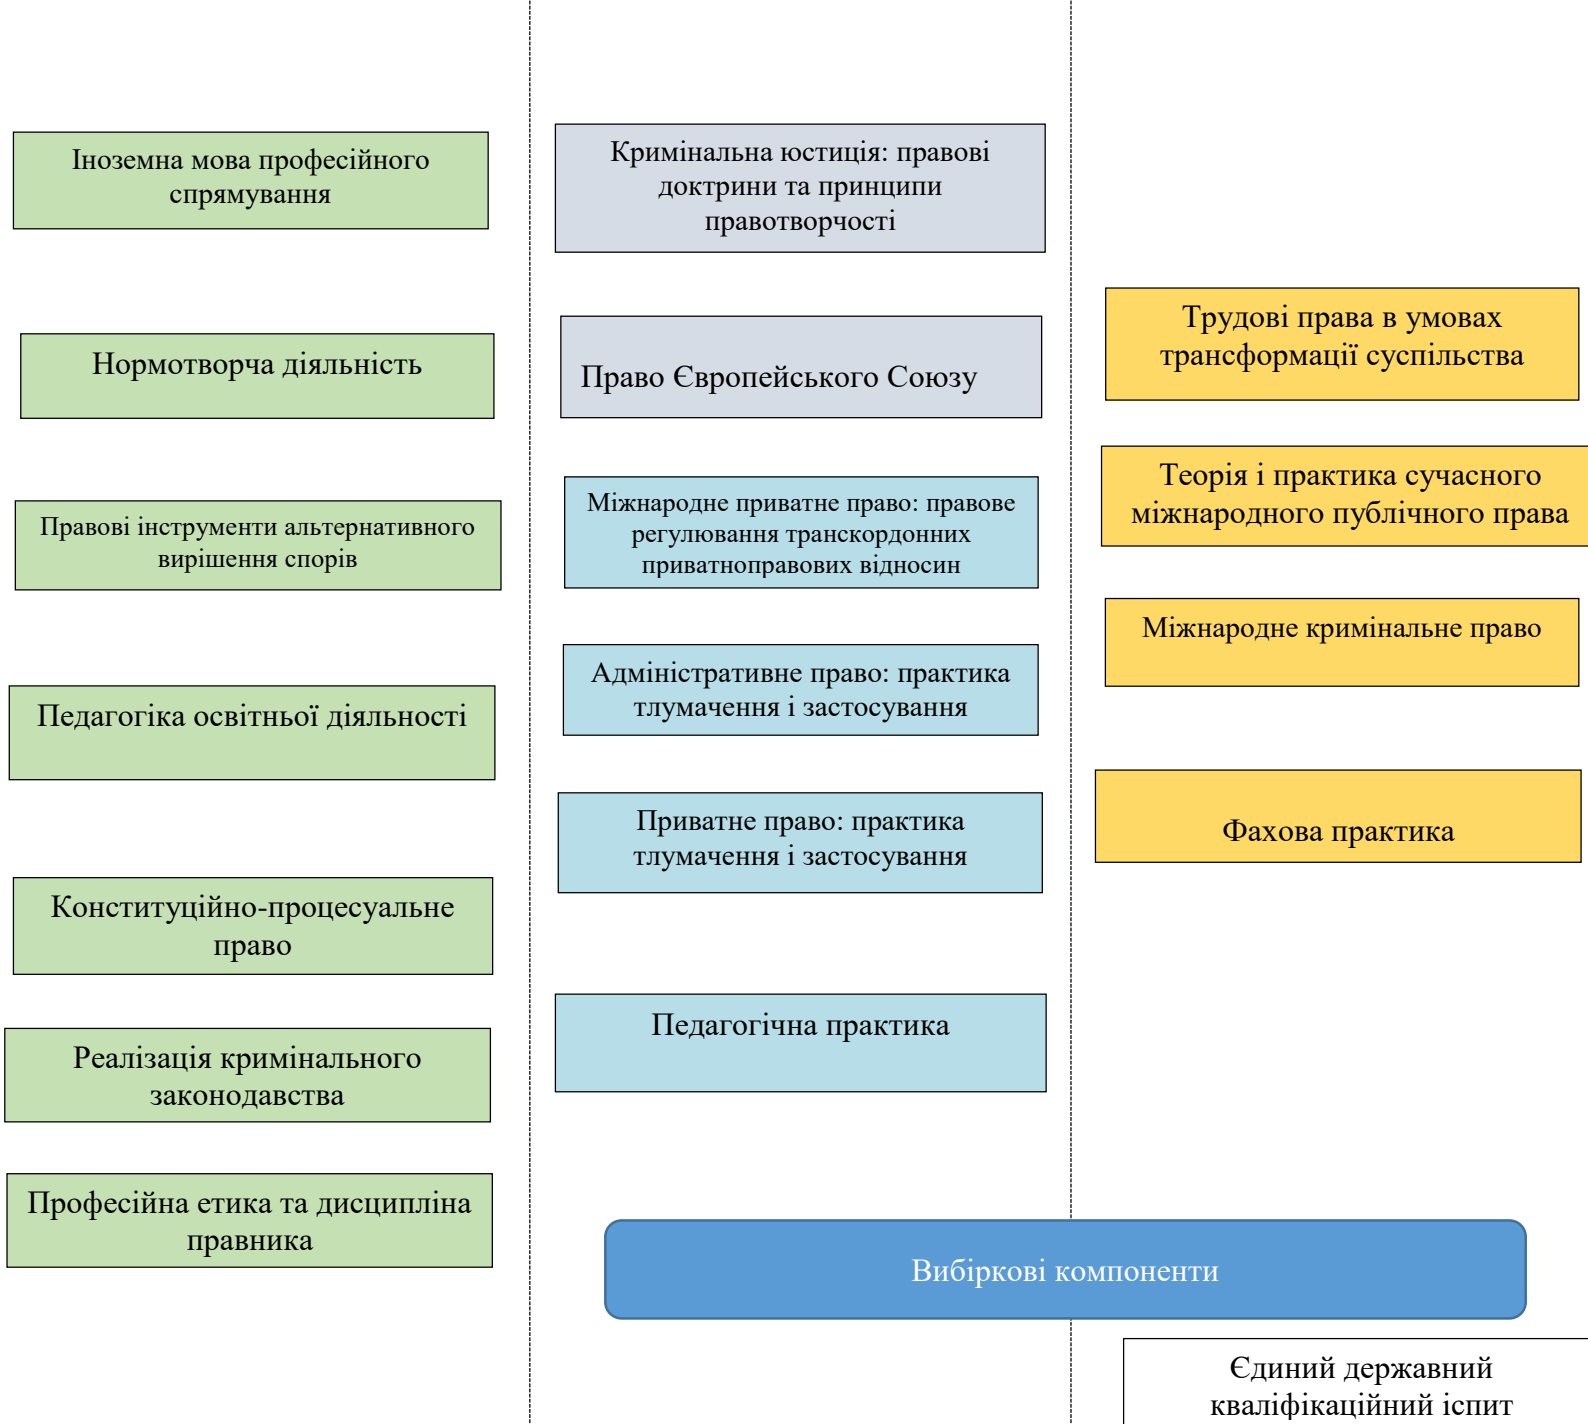 Іноземна мова професійного
спрямування
Нормотворча діяльність
Правові інструменти альтернативного
вирішення спорів
Педагогіка освітньої діяльності
Конституційно-процесуальне
право
Реалізація кримінального
законодавства
Професійна етика та дисципліна
правника
Кримінальна юстиція: правові
доктрини та принципи
правотворчості
Право Європейського Союзу
Міжнародне приватне право: правове
регулювання транскордонних
приватноправових відносин
Адміністративне право: практика
тлумачення і застосування
Приватне право: практика
тлумачення і застосування
Педагогічна практика
Трудові права в умовах
трансформації суспільства
Теорія і практика сучасного
міжнародного публічного права
Міжнародне кримінальне право
Фахова практика
Вибіркові компоненти
Єдиний державний
кваліфікаційний іспит